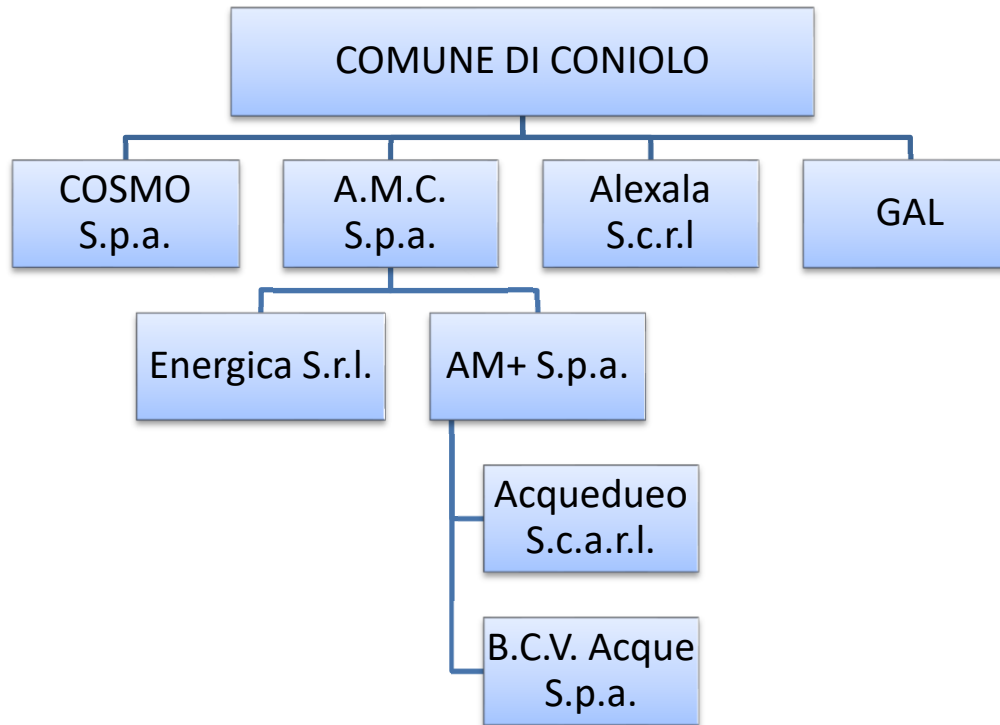 COMUNE DI CONIOLO
COSMO
S.p.a.
A.M.C.
S.p.a.
Alexala
S.c.r.l
GAL
Energica S.r.l.
AM+ S.p.a.
Acquedueo
S.c.a.r.l.
B.C.V. Acque
S.p.a.